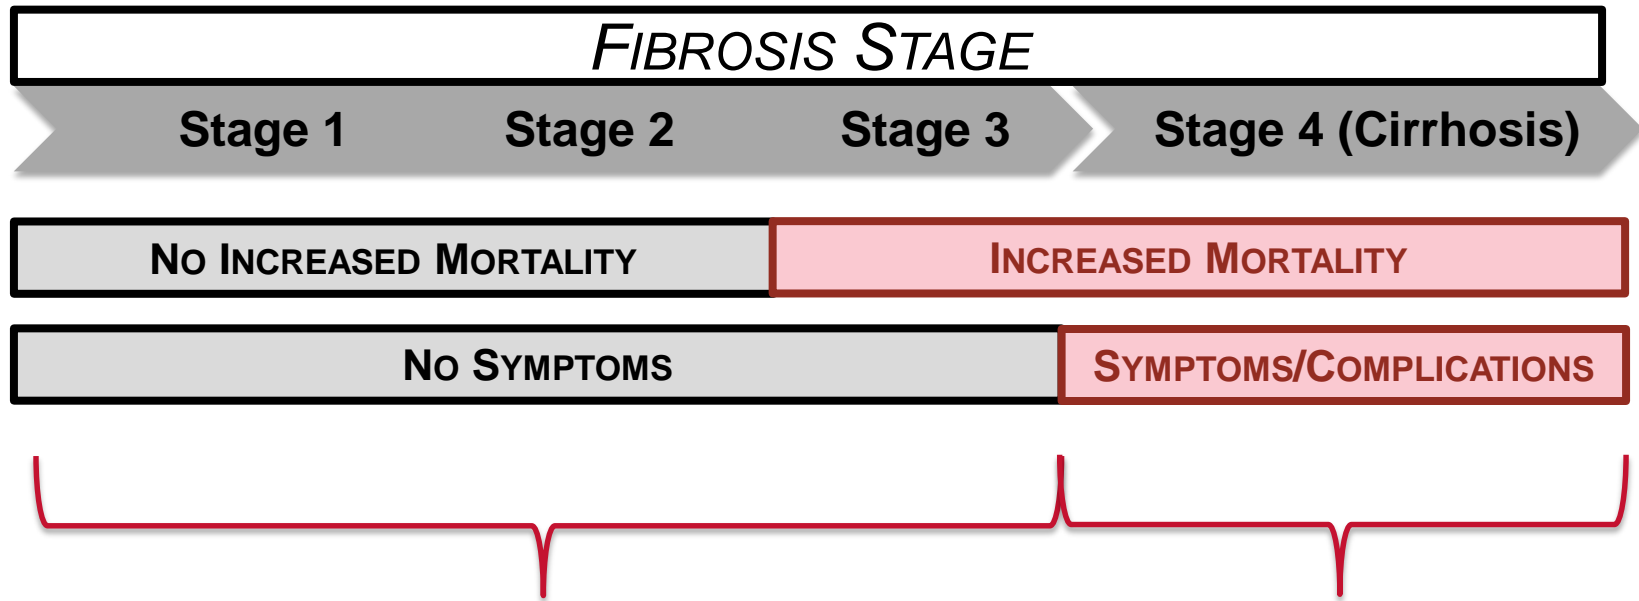 FIBROSIS STAGE
Stage 1 Stage 2 Stage 3 Stage 4 (Cirrhosis)
NO INCREASED MORTALITY INCREASED MORTALITY
NO SYMPTOMS SYMPTOMS/COMPLICATIONS